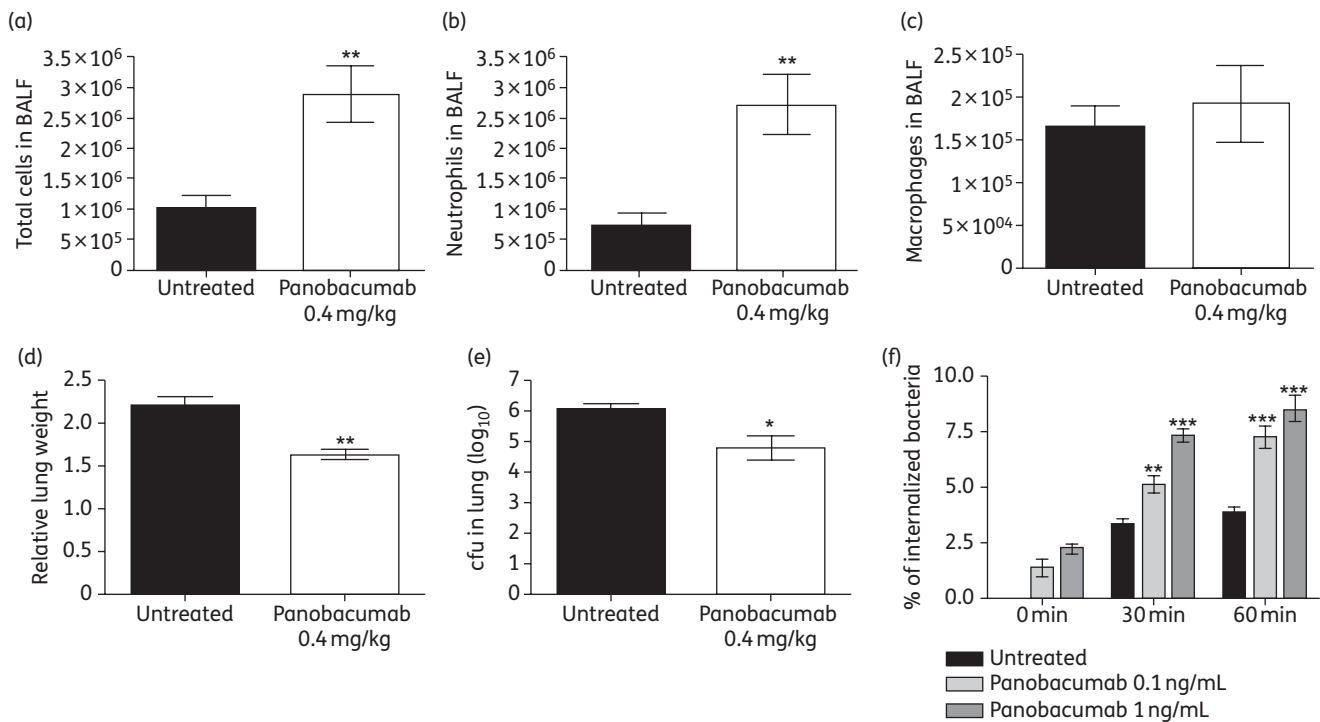 (a)
Total cells in BALF
3.5×10⁶
3×10⁶
2.5×10⁶
2×10⁶
1.5×10⁶
1×10⁶
5×10⁵
0
**
Untreated
Panobacumab
0.4 mg/kg
(b)
Neutrophils in BALF
3.5×10⁶
3×10⁶
2.5×10⁶
2×10⁶
1.5×10⁶
1×10⁶
5×10⁵
0
**
Untreated
Panobacumab
0.4 mg/kg
(c)
Macrophages in BALF
2.5×10⁵
2×10⁵
1.5×10⁵
1×10⁵
5×10⁰⁴
0
Untreated
Panobacumab
0.4 mg/kg
(d)
Relative lung weight
2.5
2.0
1.5
1.0
0.5
0
**
Untreated
Panobacumab
0.4 mg/kg
(e)
cfu in lung (log₁₀)
7
6
5
4
3
2
1
0
*
Untreated
Panobacumab
0.4 mg/kg
(f)
% of internalized bacteria
10.0
7.5
5.0
2.5
0.0
**
***
***
***
0 min
30 min
60 min
Untreated
Panobacumab 0.1 ng/mL
Panobacumab 1 ng/mL